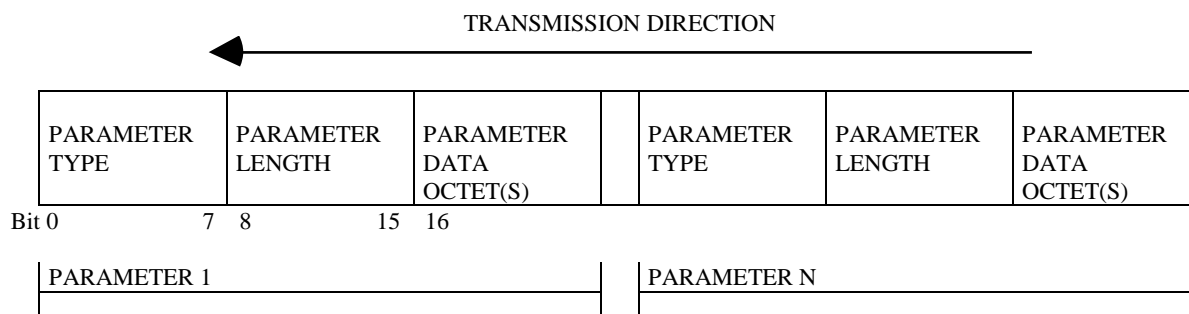 TRANSMISSION DIRECTION
PARAMETER TYPE
PARAMETER LENGTH
PARAMETER DATA OCTET(S)
PARAMETER TYPE
PARAMETER LENGTH
PARAMETER DATA OCTET(S)
Bit 0 7 8 15 16
PARAMETER 1
PARAMETER N